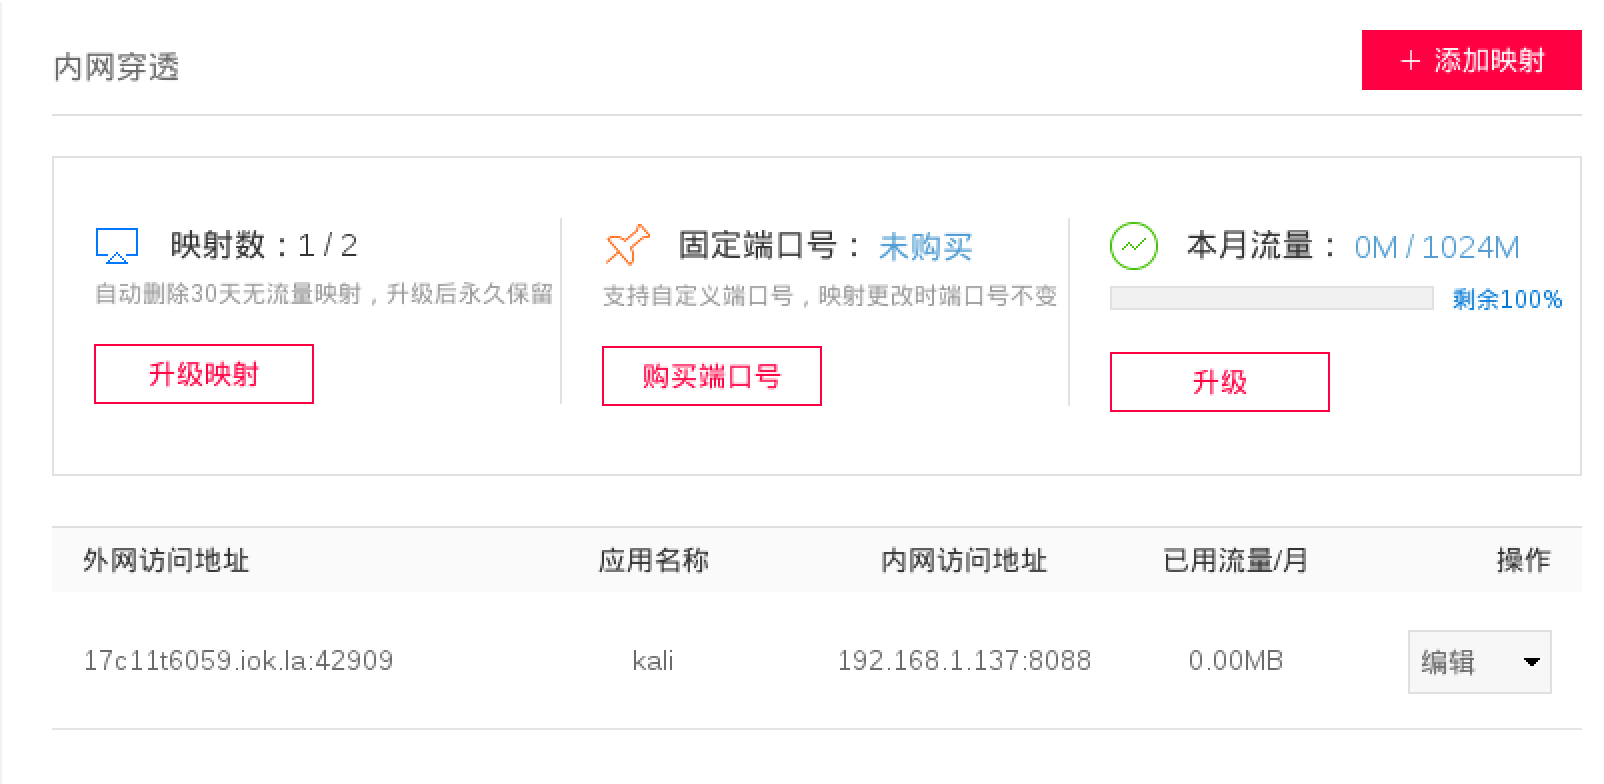 内网穿透
+ 添加映射
映射数：1 / 2
自动删除30天无流量映射，升级后永久保留
升级映射
固定端口号： 未购买
支持自定义端口号，映射更改时端口号不变
购买端口号
本月流量： 0M / 1024M
剩余100%
升级
外网访问地址 应用名称 内网访问地址 已用流量/月 操作
17c11t6059.iok.la:42909 kali 192.168.1.137:8088 0.00MB 编辑